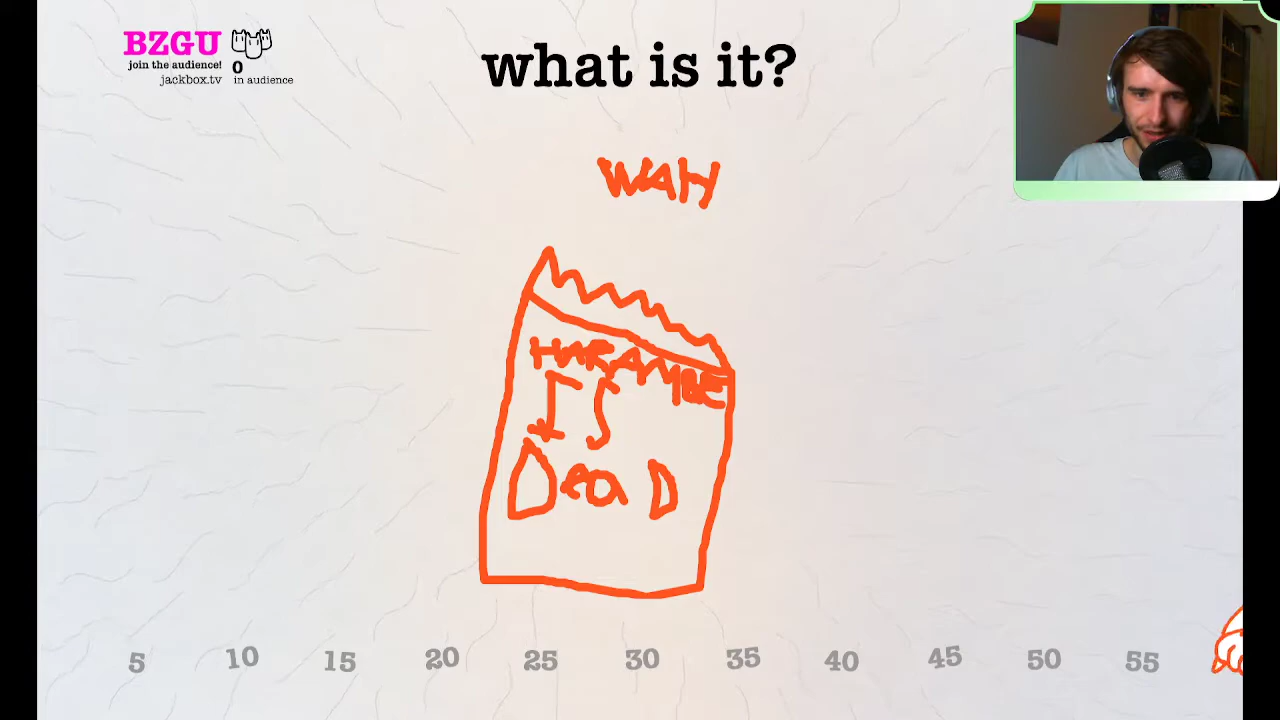 BZGU
join the audience!
jackbox.tv
0
in audience
what is it?
WAH
HARAMBE
IS
DeaD
5 10 15 20 25 30 35 40 45 50 55